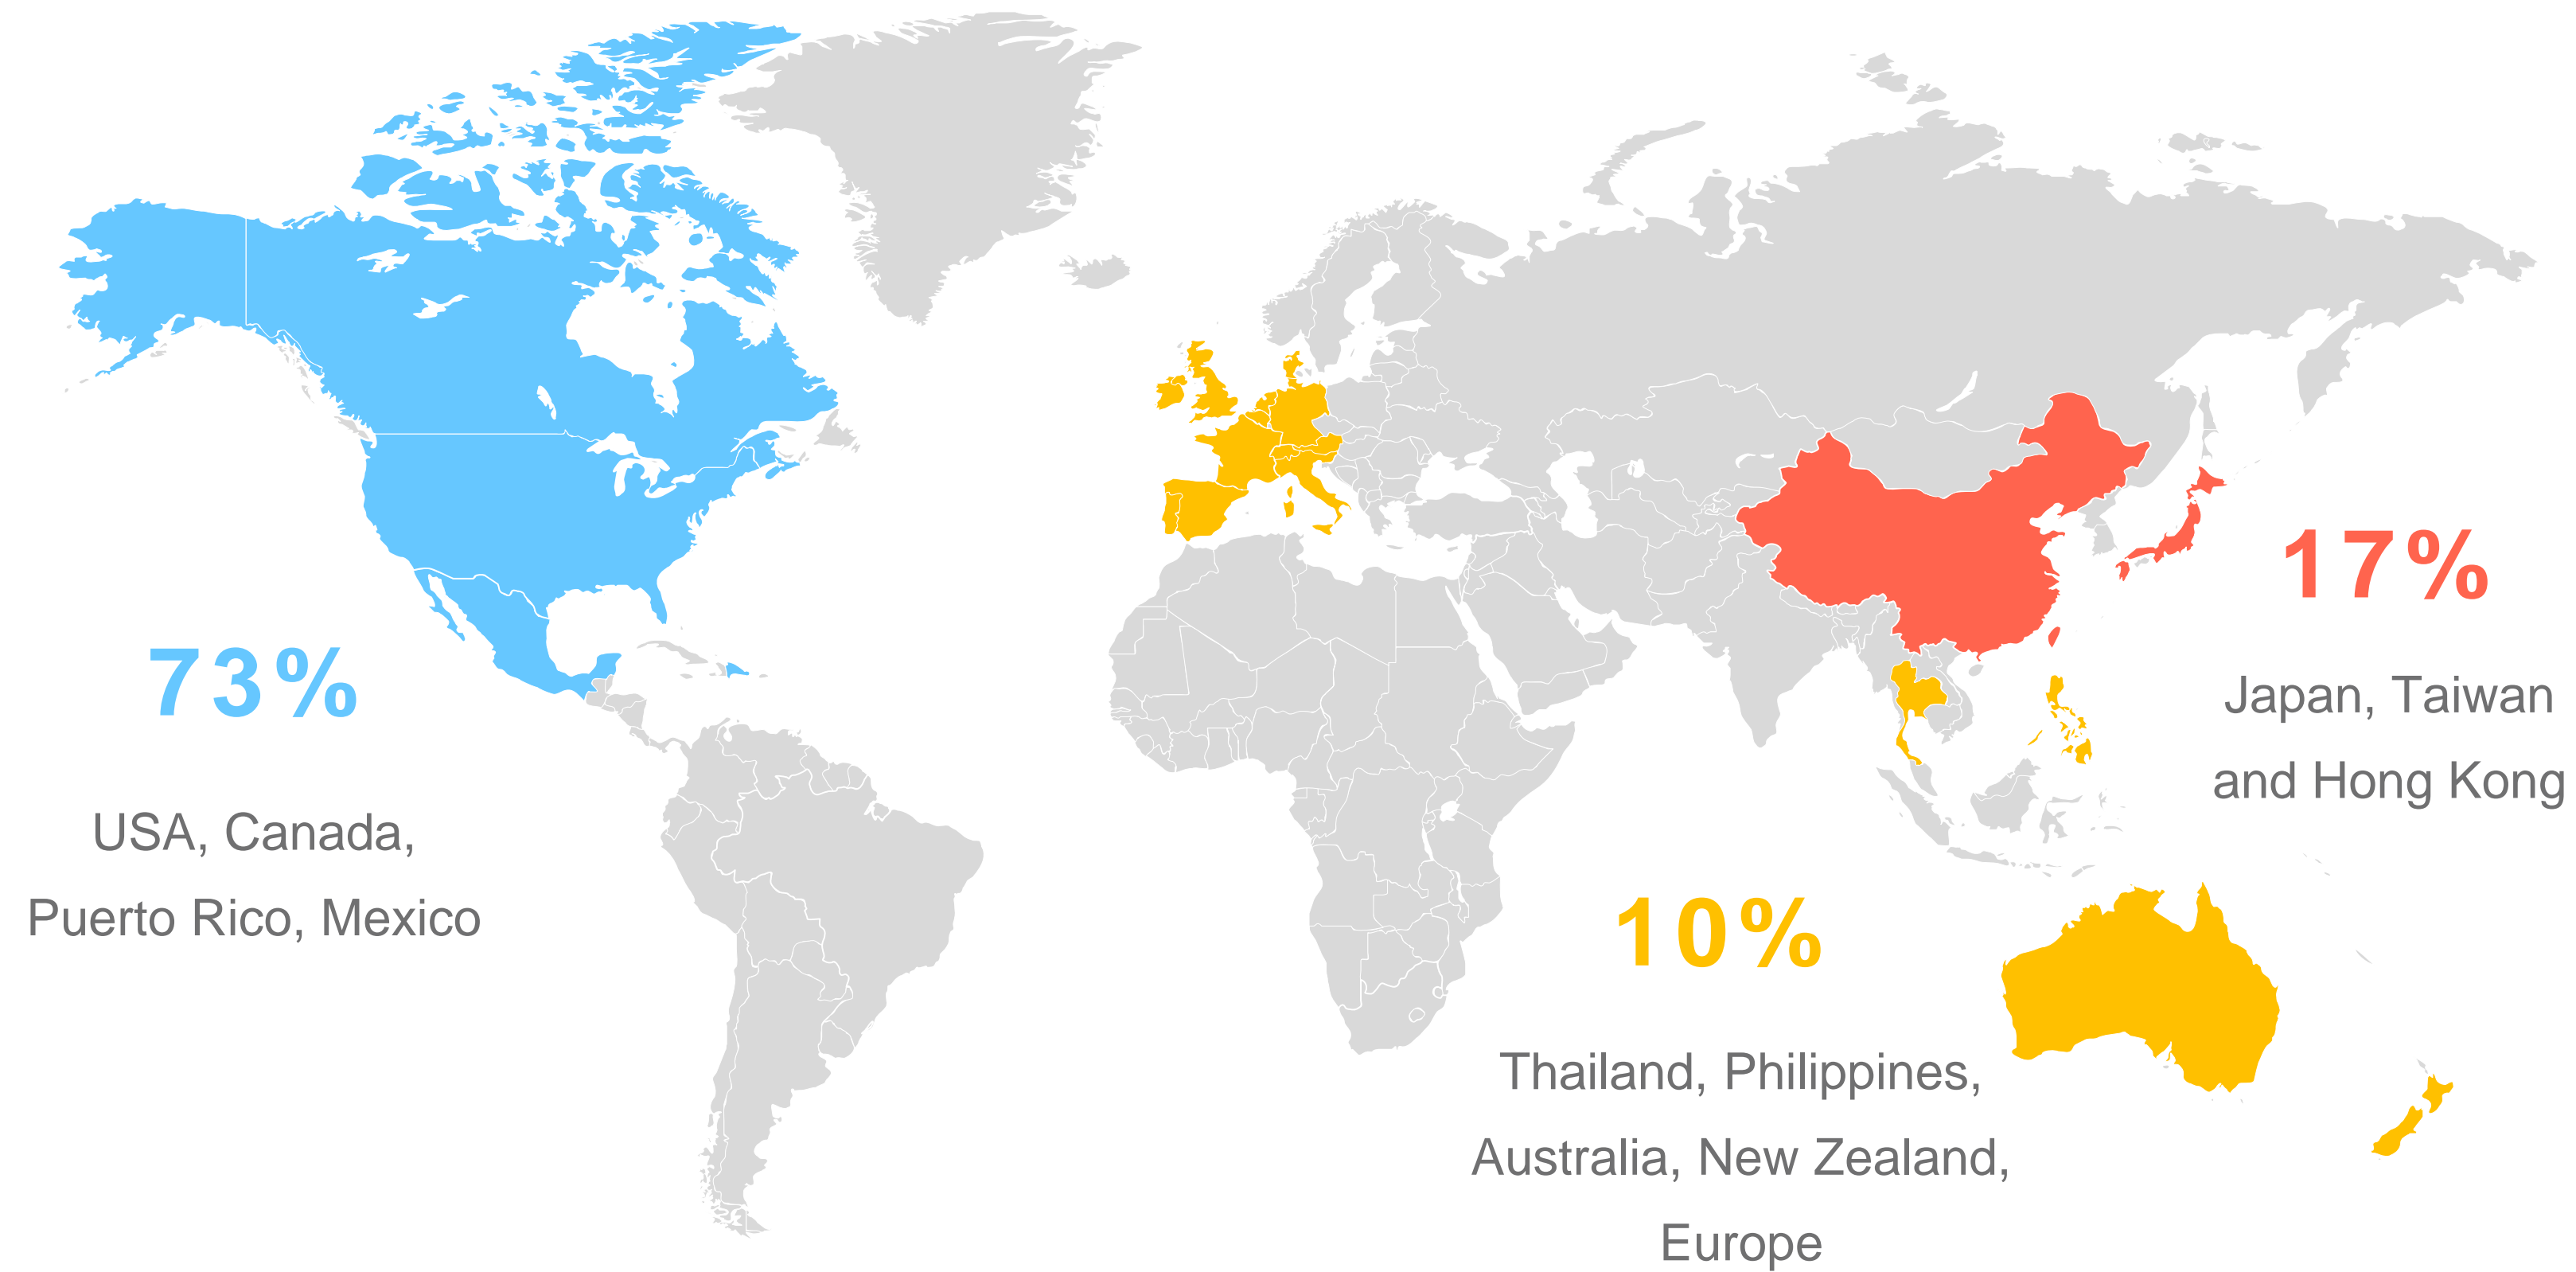 73%
USA, Canada,
Puerto Rico, Mexico
17%
Japan, Taiwan
and Hong Kong
10%
Thailand, Philippines,
Australia, New Zealand,
Europe